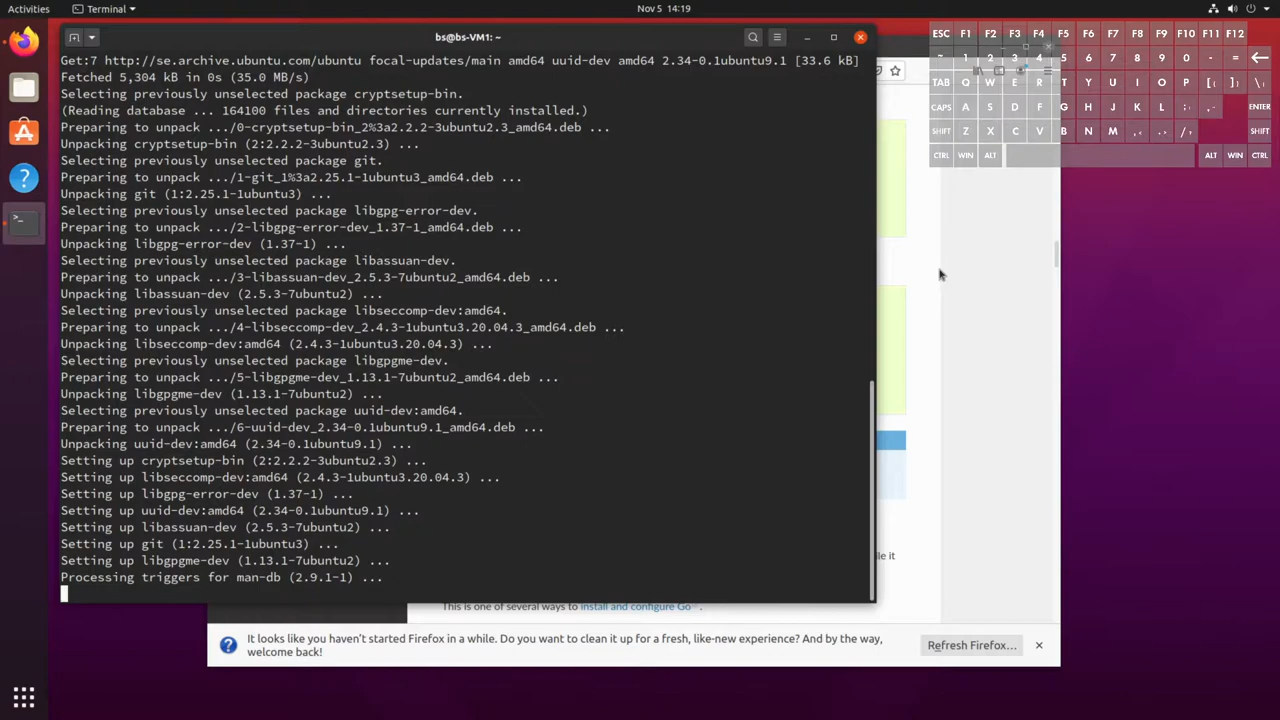 Activities
Terminal
Nov 5 14:19
bs@bs-VM1: ~
Get:7 http://se.archive.ubuntu.com/ubuntu focal-updates/main amd64 uuid-dev amd64 2.34-0.1ubuntu9.1 [33.6 kB]
Fetched 5,304 kB in 0s (35.0 MB/s)
Selecting previously unselected package cryptsetup-bin.
(Reading database ... 164100 files and directories currently installed.)
Preparing to unpack .../0-cryptsetup-bin_2%3a2.2.2-3ubuntu2.3_amd64.deb ...
Unpacking cryptsetup-bin (2:2.2.2-3ubuntu2.3) ...
Selecting previously unselected package git.
Preparing to unpack .../1-git_1%3a2.25.1-1ubuntu3_amd64.deb ...
Unpacking git (1:2.25.1-1ubuntu3) ...
Selecting previously unselected package libgpg-error-dev.
Preparing to unpack .../2-libgpg-error-dev_1.37-1_amd64.deb ...
Unpacking libgpg-error-dev (1.37-1) ...
Selecting previously unselected package libassuan-dev.
Preparing to unpack .../3-libassuan-dev_2.5.3-7ubuntu2_amd64.deb ...
Unpacking libassuan-dev (2.5.3-7ubuntu2) ...
Selecting previously unselected package libseccomp-dev:amd64.
Preparing to unpack .../4-libseccomp-dev_2.4.3-1ubuntu3.20.04.3_amd64.deb ...
Unpacking libseccomp-dev:amd64 (2.4.3-1ubuntu3.20.04.3) ...
Selecting previously unselected package libgpgme-dev.
Preparing to unpack .../5-libgpgme-dev_1.13.1-7ubuntu2_amd64.deb ...
Unpacking libgpgme-dev (1.13.1-7ubuntu2) ...
Selecting previously unselected package uuid-dev:amd64.
Preparing to unpack .../6-uuid-dev_2.34-0.1ubuntu9.1_amd64.deb ...
Unpacking uuid-dev:amd64 (2.34-0.1ubuntu9.1) ...
Setting up cryptsetup-bin (2:2.2.2-3ubuntu2.3) ...
Setting up libseccomp-dev:amd64 (2.4.3-1ubuntu3.20.04.3) ...
Setting up libgpg-error-dev (1.37-1) ...
Setting up uuid-dev:amd64 (2.34-0.1ubuntu9.1) ...
Setting up libassuan-dev (2.5.3-7ubuntu2) ...
Setting up git (1:2.25.1-1ubuntu3) ...
Setting up libgpgme-dev (1.13.1-7ubuntu2) ...
Processing triggers for man-db (2.9.1-1) ...
ESC F1 F2 F3 F4 F5 F6 F7 F8 F9 F10 F11 F12
~ 1 2 3 4 5 6 7 8 9 0 - =
TAB Q W E R T Y U I O P [{ ]} \|
CAPS A S D F G H J K L ;: ,. ENTER
SHIFT Z X C V B N M ,< .> /? SHIFT
CTRL WIN ALT ALT WIN CTRL
le it
This is one of several ways to install and configure Go.
It looks like you haven't started Firefox in a while. Do you want to clean it up for a fresh, like-new experience? And by the way,
welcome back!
Refresh Firefox…